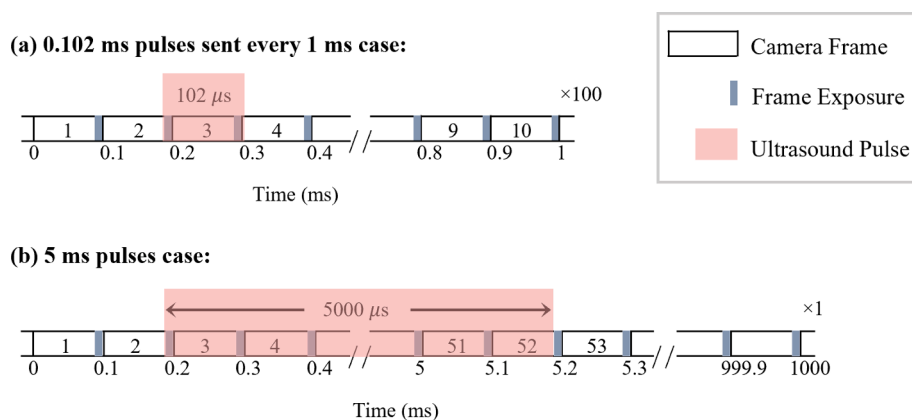 (a) 0.102 ms pulses sent every 1 ms case:
Camera Frame
Frame Exposure
Ultrasound Pulse
102 μs
×100
1 2 3 4 9 10
0 0.1 0.2 0.3 0.4 0.8 0.9 1
Time (ms)
(b) 5 ms pulses case:
5000 μs
×1
1 2 3 4 51 52 53
0 0.1 0.2 0.3 0.4 5 5.1 5.2 5.3 999.9 1000
Time (ms)